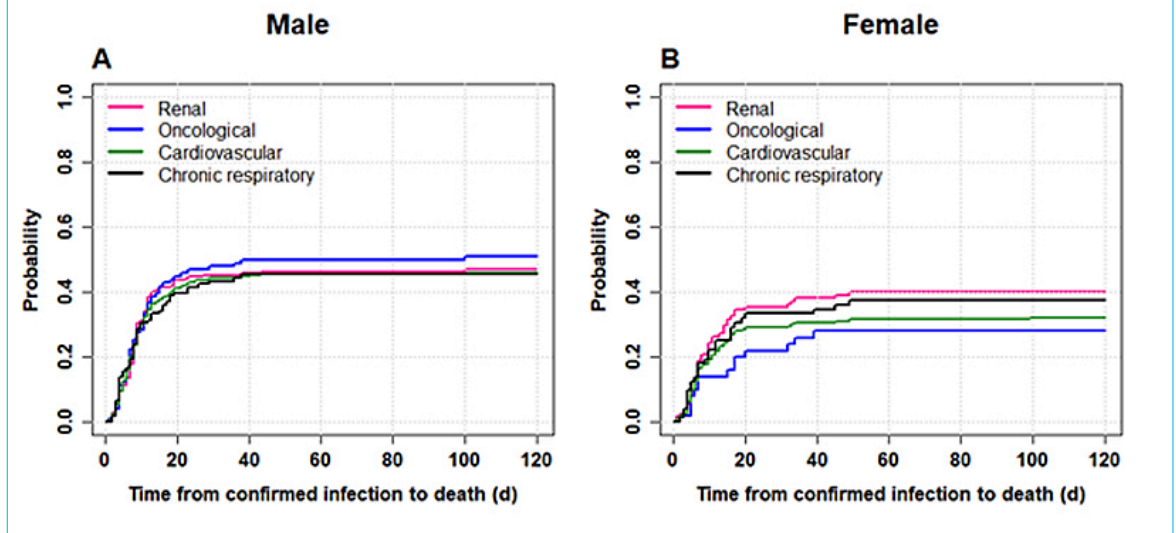 Male
A
1.0
0.8
0.6
0.4
0.2
0.0
Probability
Renal
Oncological
Cardiovascular
Chronic respiratory
0 20 40 60 80 100 120
Time from confirmed infection to death (d)
Female
B
1.0
0.8
0.6
0.4
0.2
0.0
Probability
Renal
Oncological
Cardiovascular
Chronic respiratory
0 20 40 60 80 100 120
Time from confirmed infection to death (d)